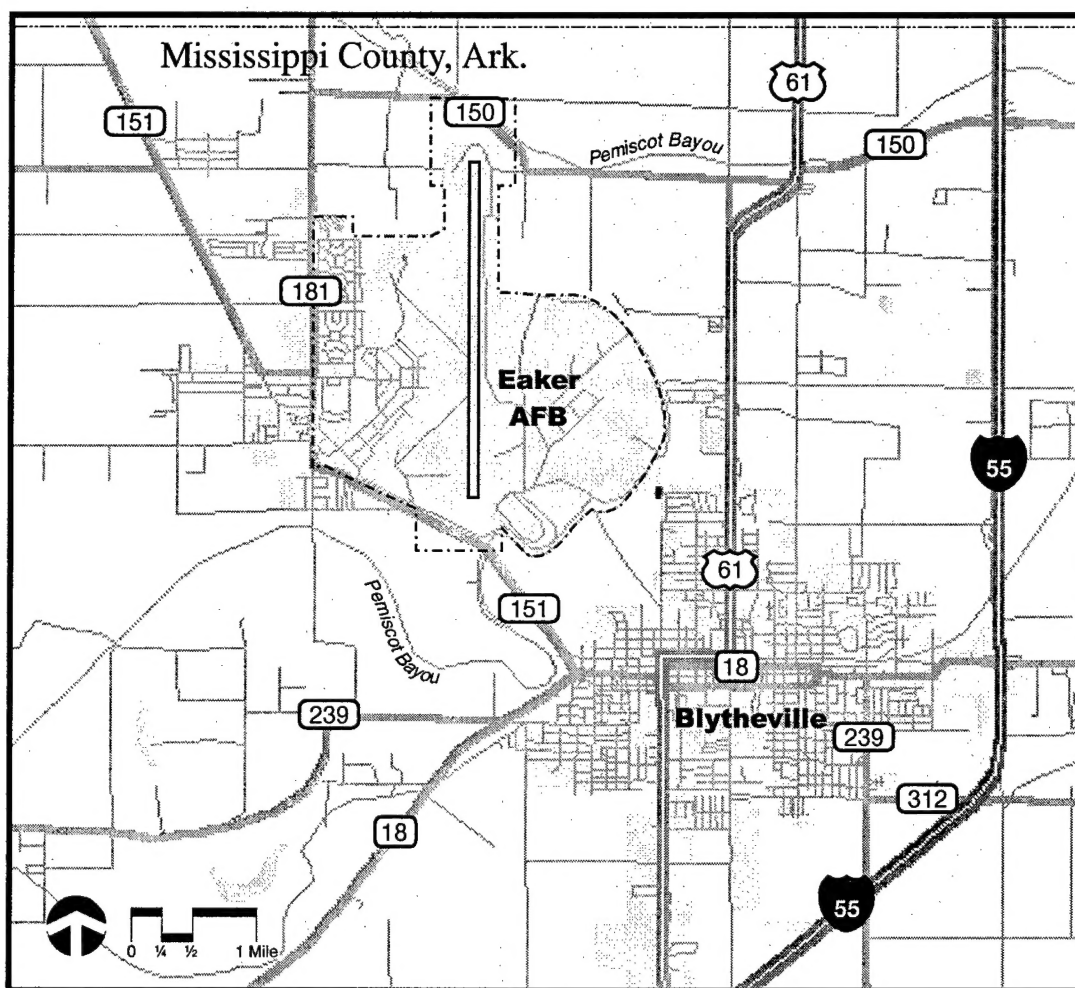 Mississippi County, Ark.
61
151
150
150
Pemiscot Bayou
181
Eaker
AFB
55
61
Pemiscot Bayou
151
18
239
Blytheville
239
312
18
55
0 ¼ ½ 1 Mile